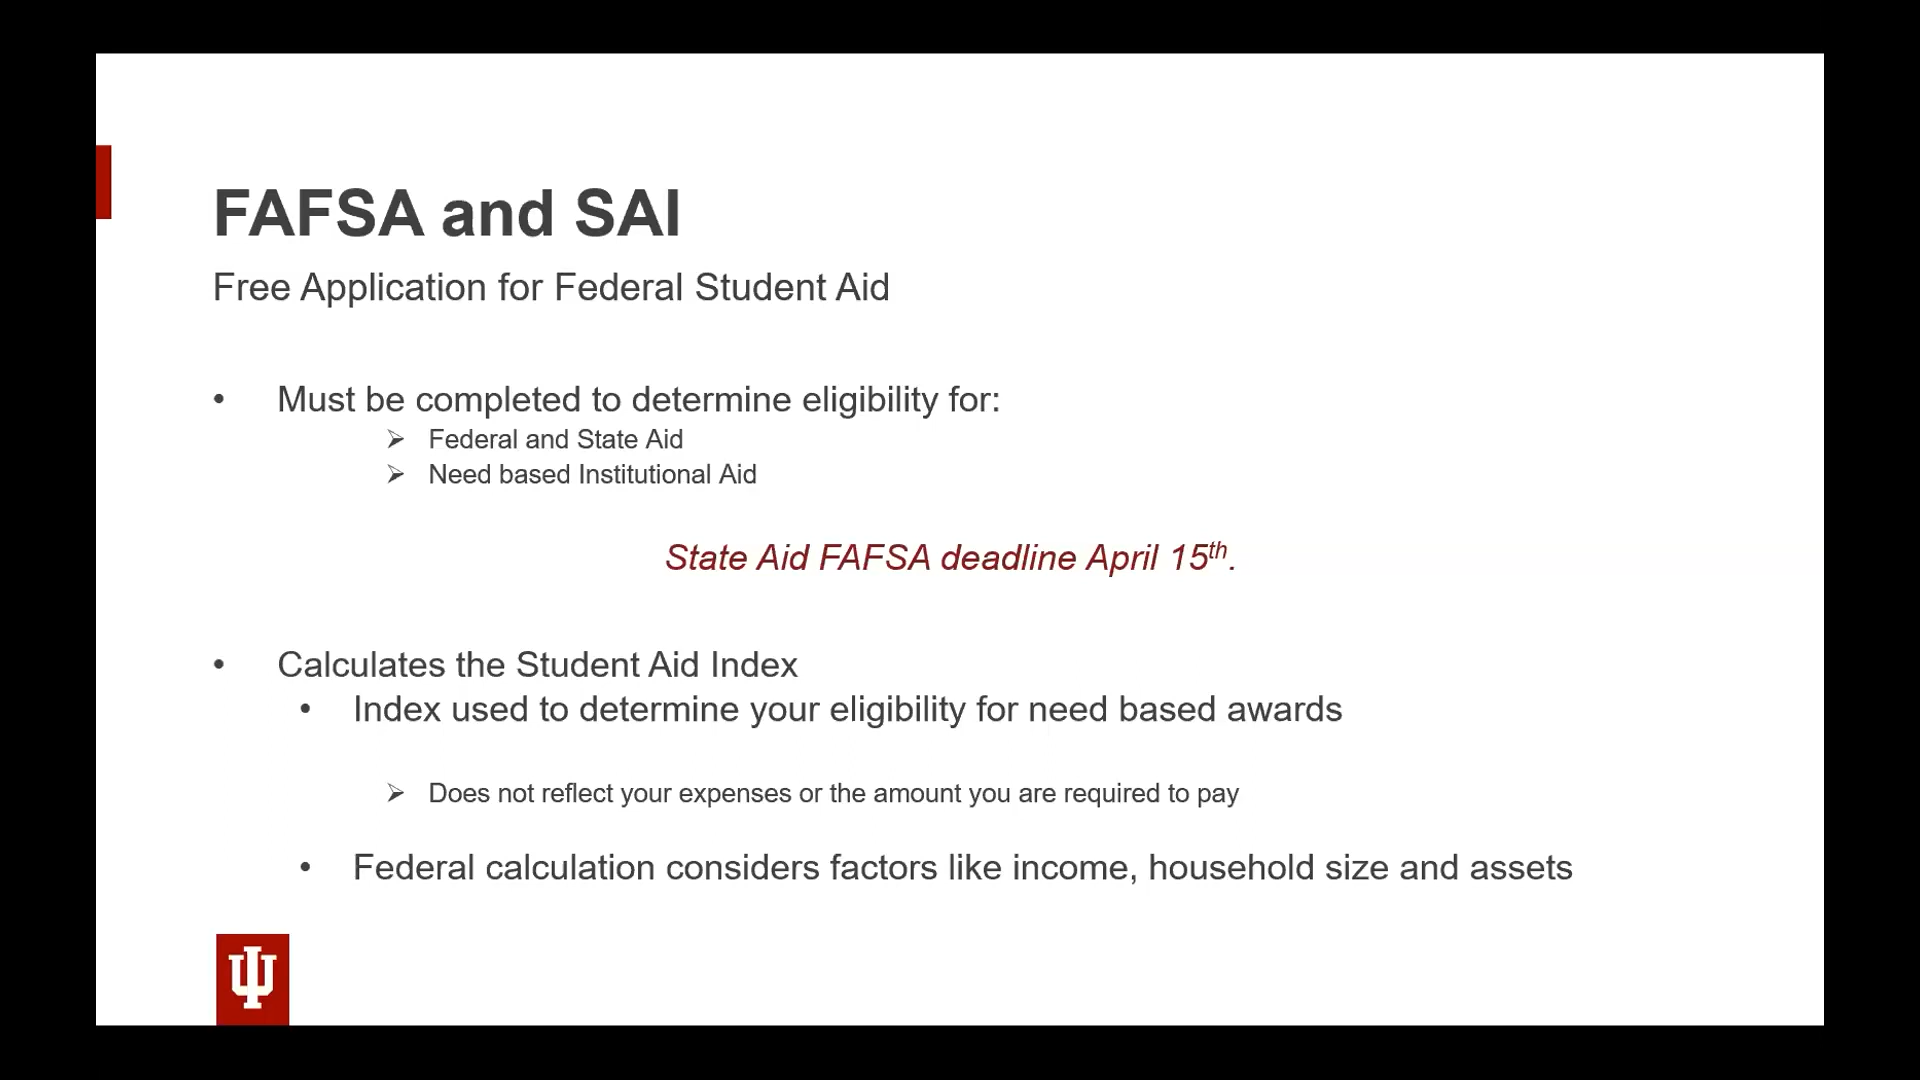 FAFSA and SAI
Free Application for Federal Student Aid
• Must be completed to determine eligibility for:
➢ Federal and State Aid
➢ Need based Institutional Aid
State Aid FAFSA deadline April 15th.
• Calculates the Student Aid Index
• Index used to determine your eligibility for need based awards
➢ Does not reflect your expenses or the amount you are required to pay
• Federal calculation considers factors like income, household size and assets